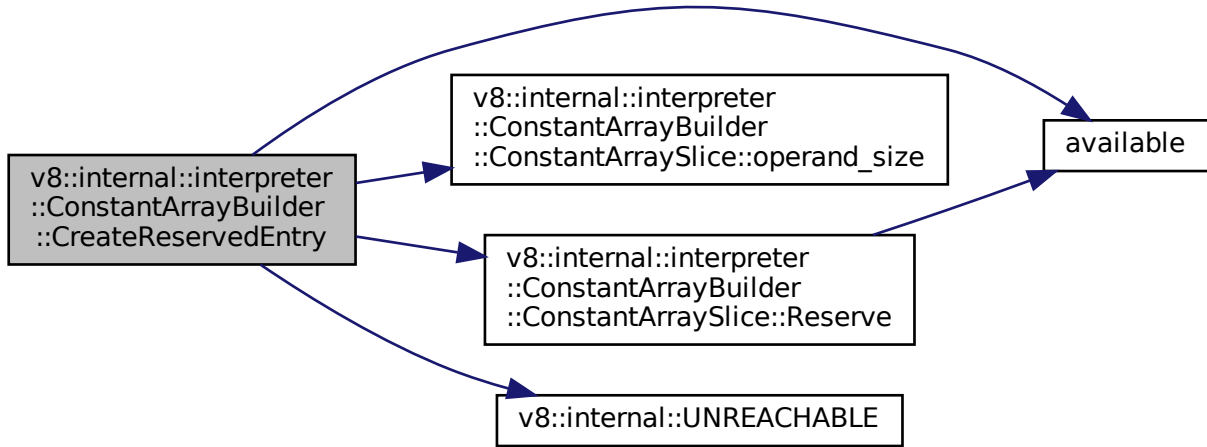 v8::internal::interpreter
::ConstantArrayBuilder
::CreateReservedEntry
v8::internal::interpreter
::ConstantArrayBuilder
::ConstantArraySlice::operand_size
v8::internal::interpreter
::ConstantArrayBuilder
::ConstantArraySlice::Reserve
v8::internal::UNREACHABLE
available